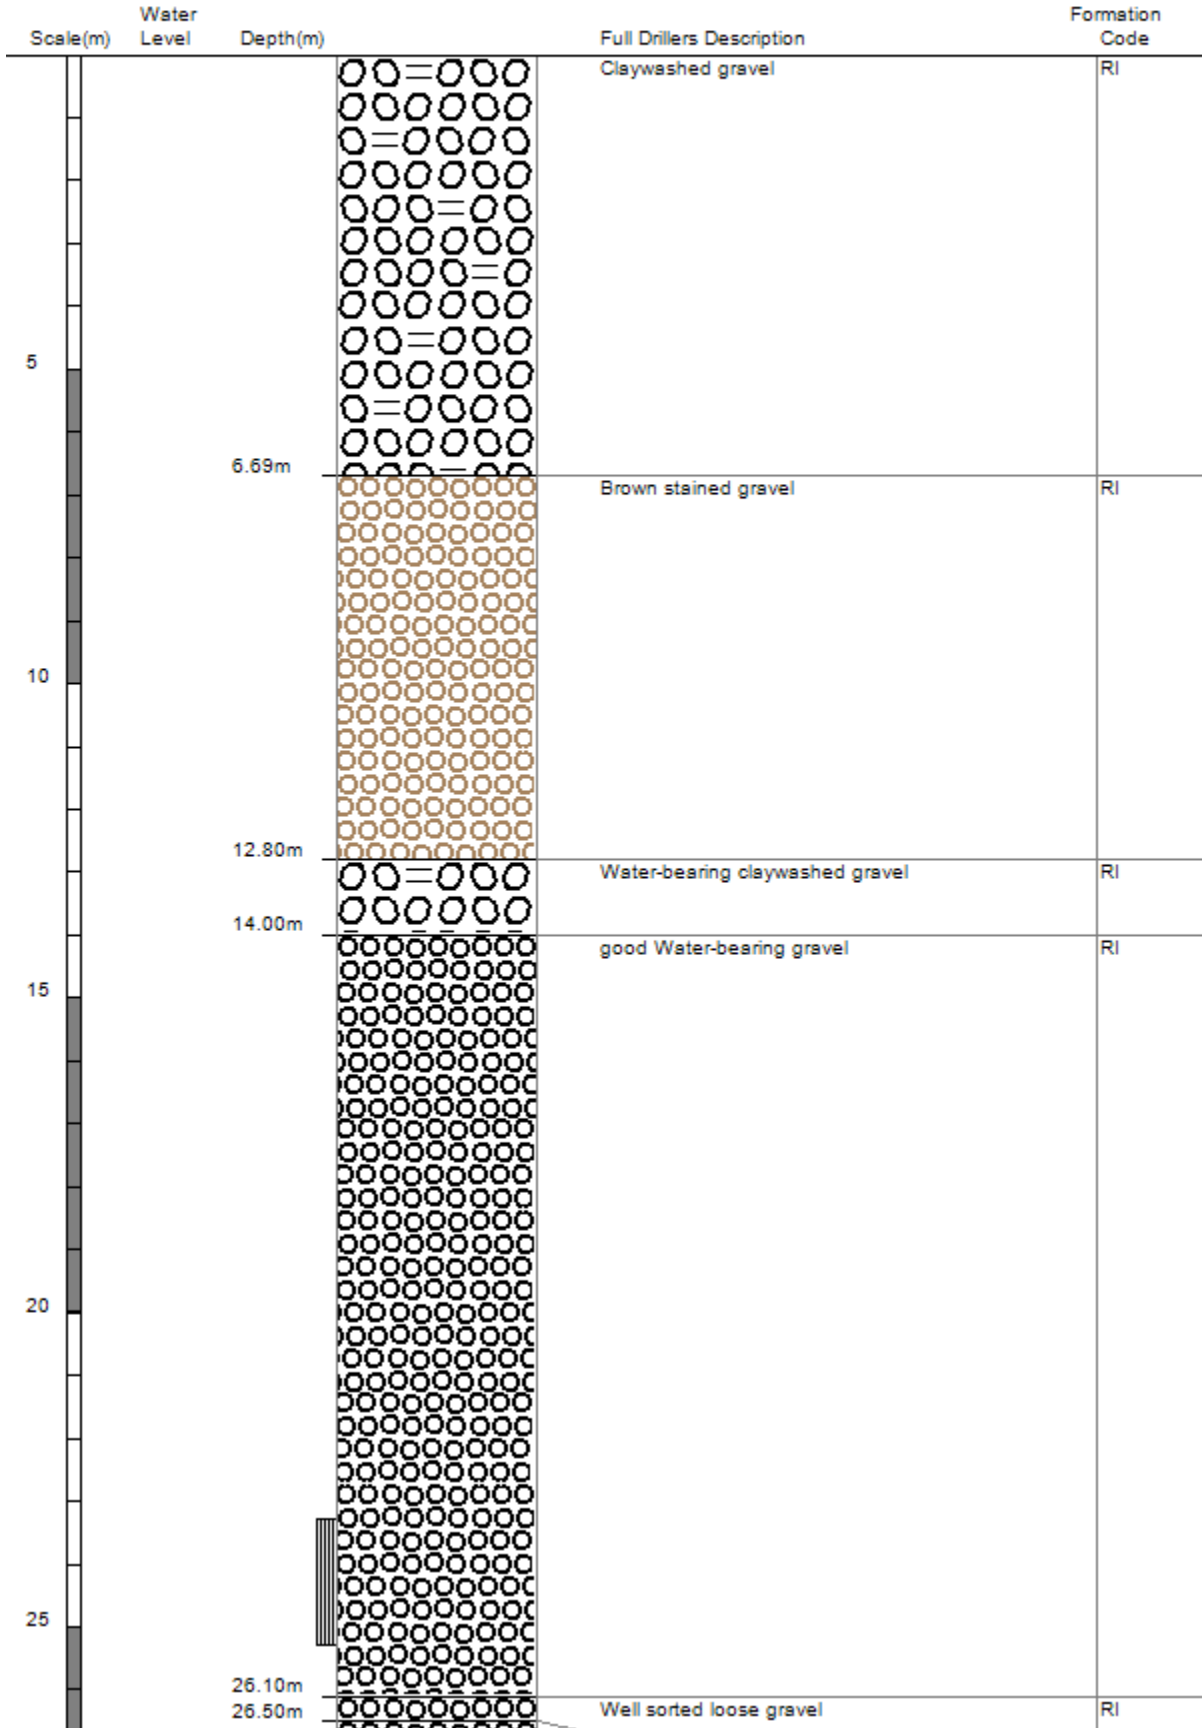 Water
Formation
Scale(m) Level Depth(m) Full Drillers Description Code
Claywashed gravel RI
5
6.69m
Brown stained gravel RI
10
12.80m
Water-bearing claywashed gravel RI
14.00m
good Water-bearing gravel RI
15
20
25
26.10m
26.50m Well sorted loose gravel RI